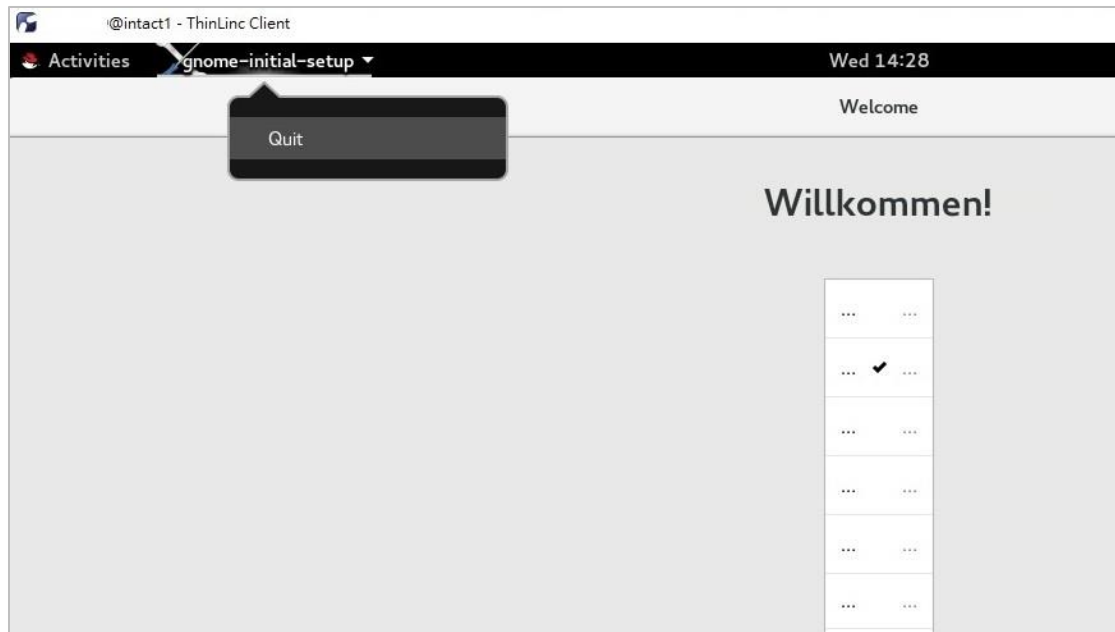 @intact1 - ThinLinc Client
Activities gnome-initial-setup Wed 14:28
Welcome
Quit
Willkommen!
... ...
... ✔ ...
... ...
... ...
... ...
... ...